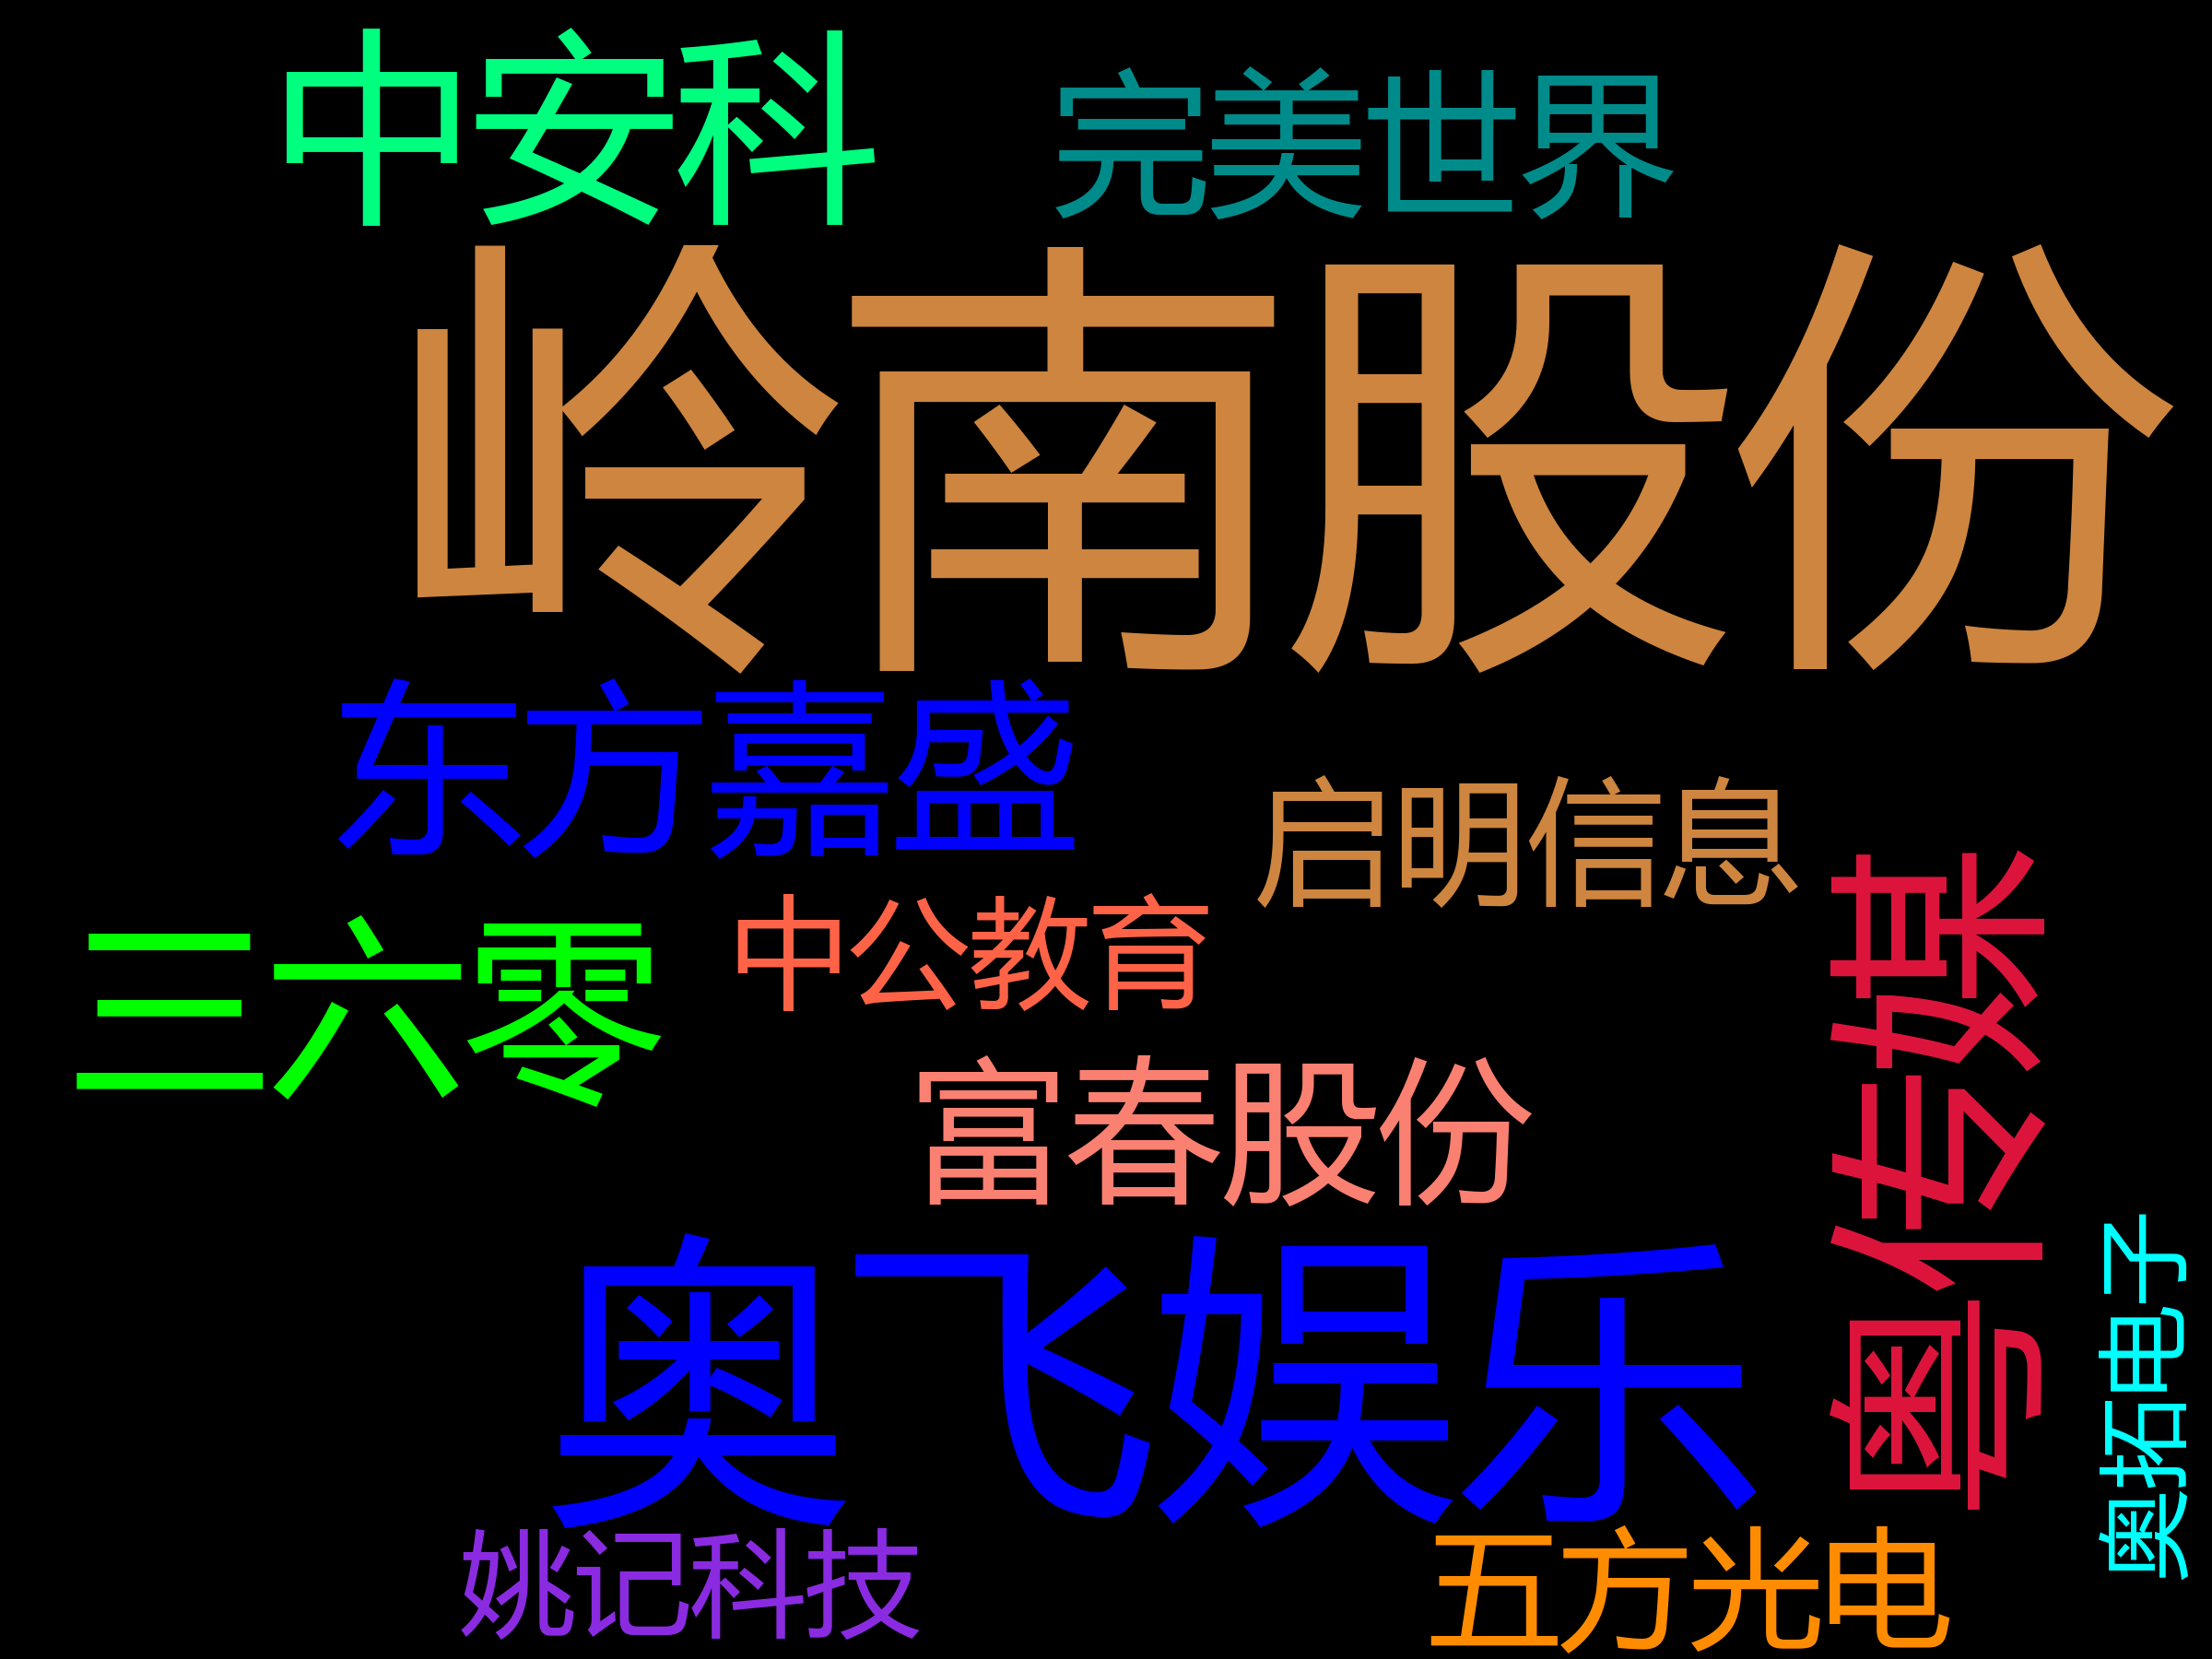 中安科
完美世界
岭南股份
东方嘉盛
启明信息
中公教育
三六零
粤传媒
富春股份
奥飞娱乐
奥拓电子
姚记科技
五方光电